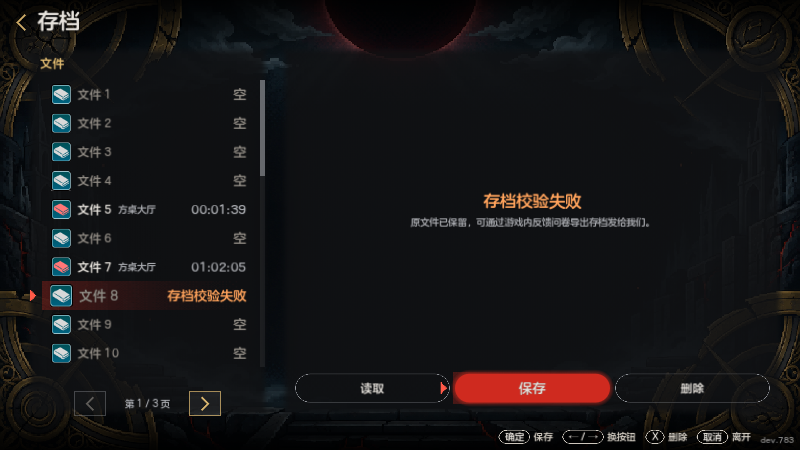 存档
文件
文件 1 空
文件 2 空
文件 3 空
文件 4 空
文件 5 方桌大厅 00:01:39
文件 6 空
文件 7 方桌大厅 01:02:05
文件 8 存档校验失败
文件 9 空
文件 10 空
第 1 / 3 页
存档校验失败
原文件已保留，可通过游戏内反馈问卷导出存档发给我们。
读取 保存 删除
确定 保存 ←/→ 换按钮 X 删除 取消 离开
dev.783